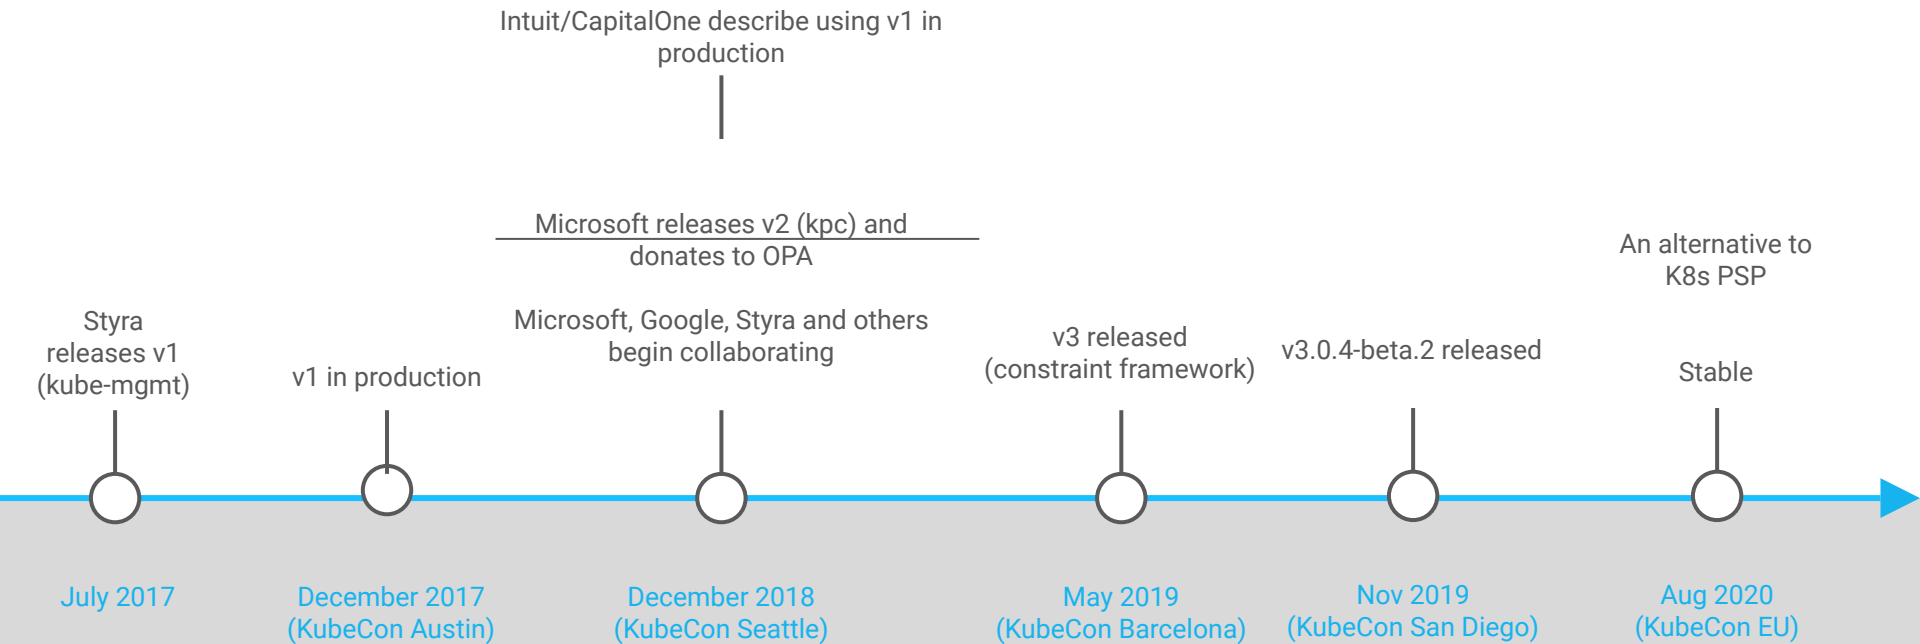 Intuit/CapitalOne describe using v1 in
production
Microsoft releases v2 (kpc) and
donates to OPA
Microsoft, Google, Styra and others
begin collaborating
Styra
releases v1
(kube-mgmt)
v1 in production
v3 released
(constraint framework)
v3.0.4-beta.2 released
An alternative to
K8s PSP
Stable
July 2017
December 2017
(KubeCon Austin)
December 2018
(KubeCon Seattle)
May 2019
(KubeCon Barcelona)
Nov 2019
(KubeCon San Diego)
Aug 2020
(KubeCon EU)